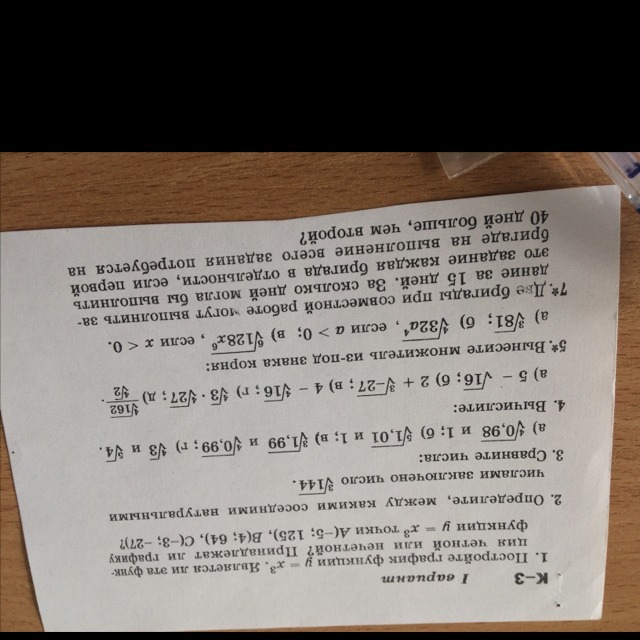 К–3 1 вариант
1. Постройте график функции y = x³. Является ли эта функ-
ция четной или нечетной? Принадлежат ли графику
функции y = x³ точки A(–5; 125), B(4; 64), C(–3; –27)?
2. Определите, между какими соседними натуральными
числами заключено число ∛144.
3. Сравните числа:
а) ∜0,98 и 1; б) ⁵√1,01 и 1; в) ∛1,99 и ∜0,99; г) ∜3 и ⁵√4.
4. Вычислите:
а) 5 – √16; б) 2 + ∛–27; в) 4 – ∜16; г) ∜3 · ∜27; д) ∜162/∜2.
5*. Вынесите множитель из-под знака корня:
а) ∛81; б) ∜32a⁴, если a > 0; в) ⁶√128x⁶, если x < 0.
7*. Две бригады при совместной работе могут выполнить за-
дание за 15 дней. За сколько дней могла бы выполнить
это задание каждая бригада в отдельности, если первой
бригаде на выполнение всего задания потребуется на
40 дней больше, чем второй?